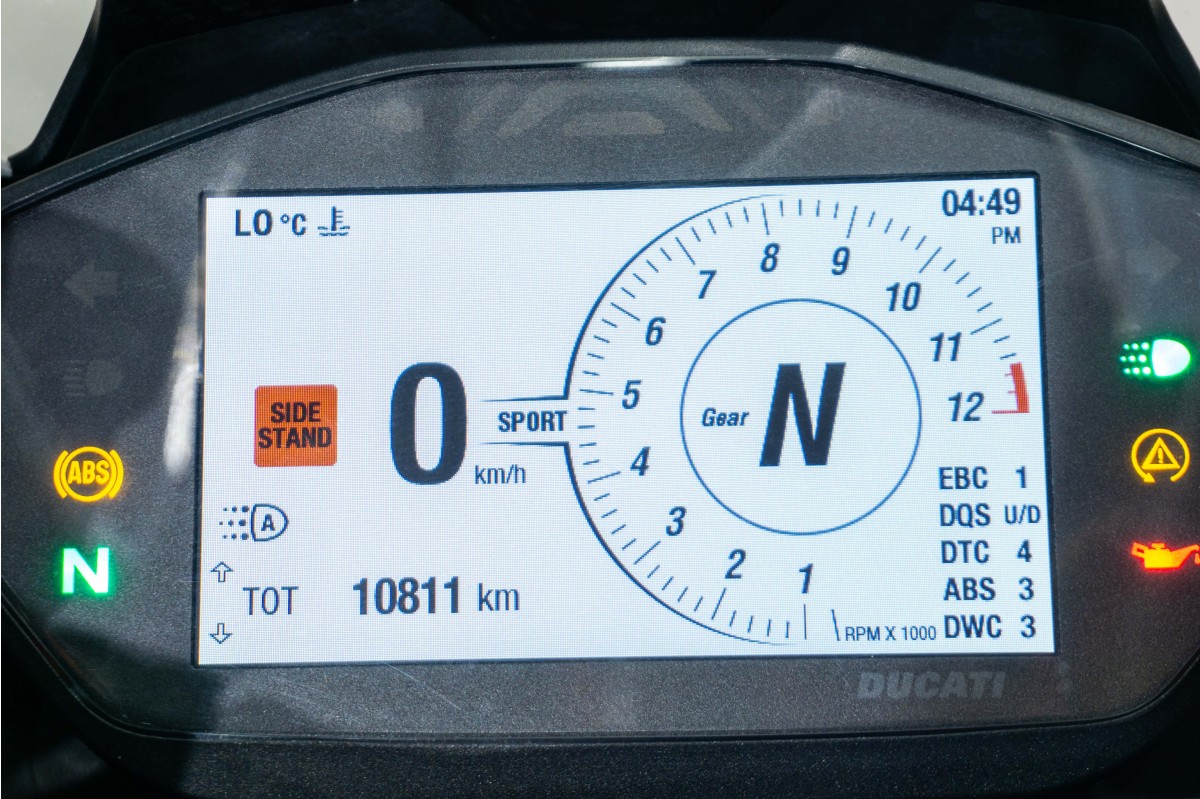 LO °C
04:49
PM
8
9
7
10
6
11
5
12
SIDE
STAND
0
km/h
SPORT
Gear
N
4
3
2
1
ABS
N
A
TOT 10811 km
RPM X 1000
EBC 1
DQS U/D
DTC 4
ABS 3
DWC 3
DUCATI